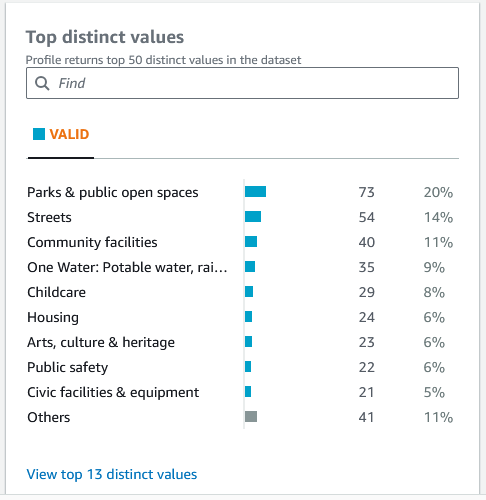 Top distinct values
Profile returns top 50 distinct values in the dataset
Find
VALID
Parks & public open spaces 73 20%
Streets 54 14%
Community facilities 40 11%
One Water: Potable water, rai... 35 9%
Childcare 29 8%
Housing 24 6%
Arts, culture & heritage 23 6%
Public safety 22 6%
Civic facilities & equipment 21 5%
Others 41 11%
View top 13 distinct values